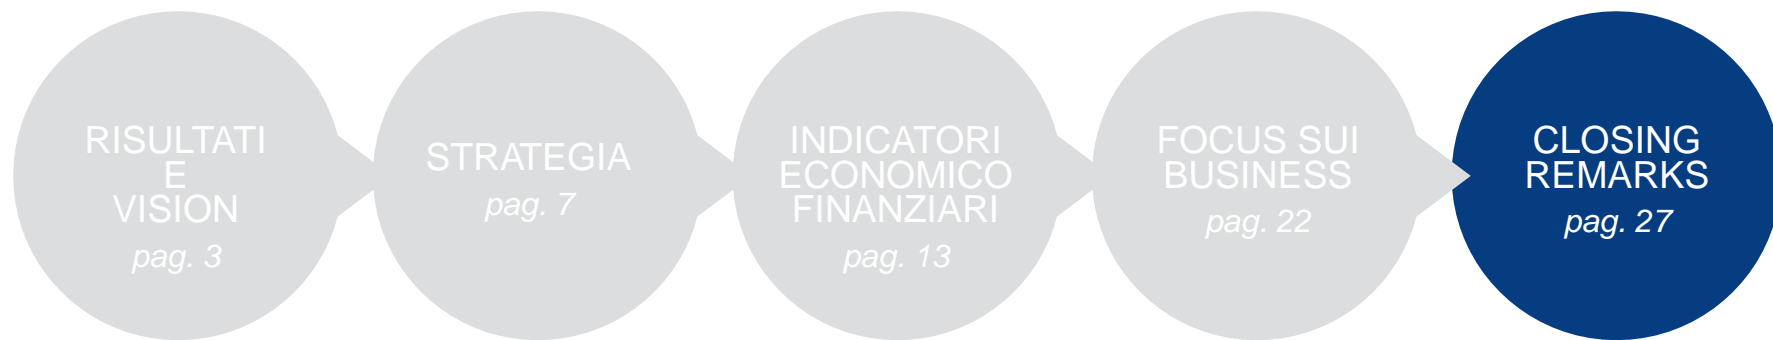 RISULTATI
E
VISION
pag. 3
STRATEGIA
pag. 7
INDICATORI
ECONOMICO
FINANZIARI
pag. 13
FOCUS SUI
BUSINESS
pag. 22
CLOSING
REMARKS
pag. 27